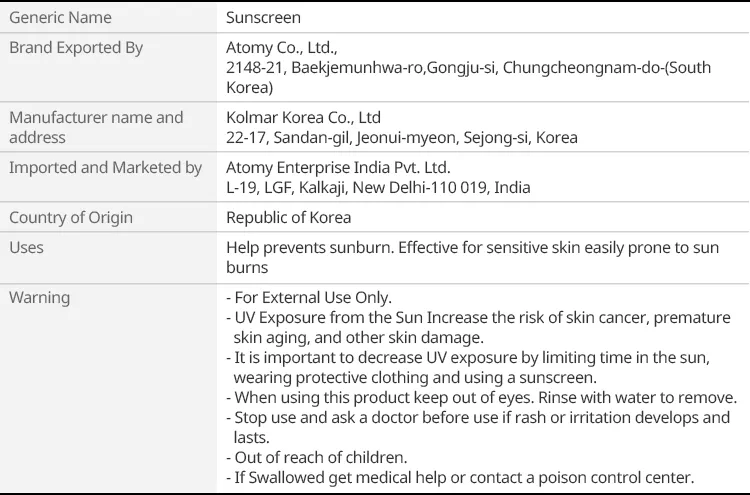 Generic Name
Sunscreen
Brand Exported By
Atomy Co., Ltd.,
2148-21, Baekjemunhwa-ro,Gongju-si, Chungcheongnam-do-(South
Korea)
Manufacturer name and
address
Kolmar Korea Co., Ltd
22-17, Sandan-gil, Jeonui-myeon, Sejong-si, Korea
Imported and Marketed by
Atomy Enterprise India Pvt. Ltd.
L-19, LGF, Kalkaji, New Delhi-110 019, India
Country of Origin
Republic of Korea
Uses
Help prevents sunburn. Effective for sensitive skin easily prone to sun
burns
Warning
- For External Use Only.
- UV Exposure from the Sun Increase the risk of skin cancer, premature
skin aging, and other skin damage.
- It is important to decrease UV exposure by limiting time in the sun,
wearing protective clothing and using a sunscreen.
- When using this product keep out of eyes. Rinse with water to remove.
- Stop use and ask a doctor before use if rash or irritation develops and
lasts.
- Out of reach of children.
- If Swallowed get medical help or contact a poison control center.